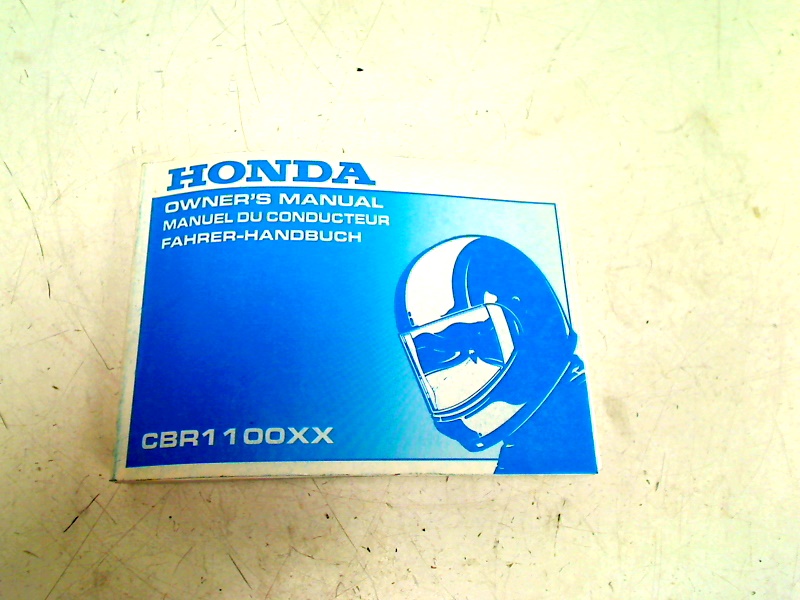 HONDA
OWNER'S MANUAL
MANUEL DU CONDUCTEUR
FAHRER-HANDBUCH
CBR1100XX